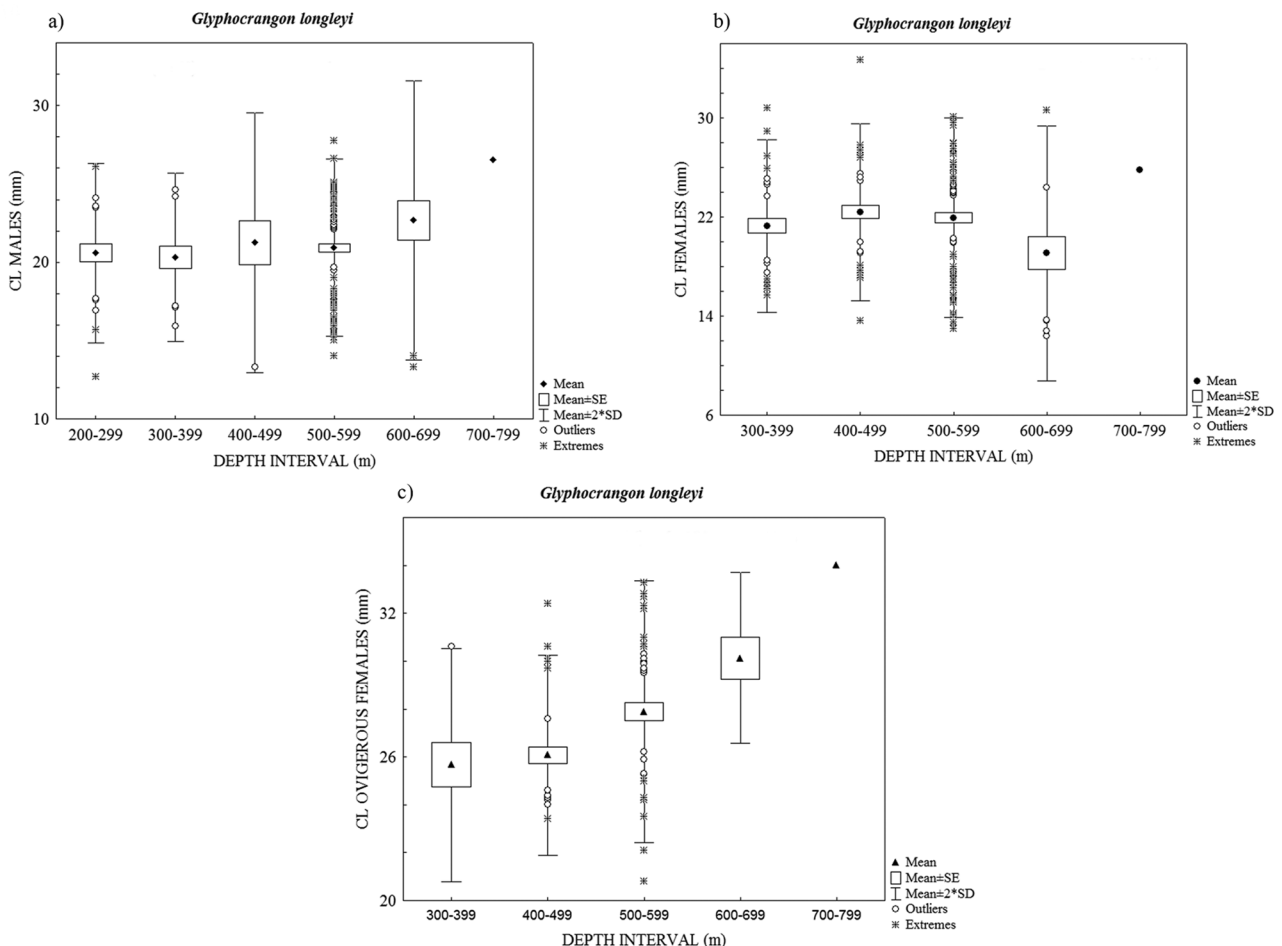 a)
Glyphocrangon longleyi
CL MALES (mm)
30
20
10
200-299 300-399 400-499 500-599 600-699 700-799
DEPTH INTERVAL (m)
Mean
Mean±SE
Mean±2*SD
Outliers
Extremes
b)
Glyphocrangon longleyi
CL FEMALES (mm)
30
22
14
6
300-399 400-499 500-599 600-699 700-799
DEPTH INTERVAL (m)
Mean
Mean±SE
Mean±2*SD
Outliers
Extremes
c)
Glyphocrangon longleyi
CL OVIGEROUS FEMALES (mm)
32
26
20
300-399 400-499 500-599 600-699 700-799
DEPTH INTERVAL (m)
Mean
Mean±SE
Mean±2*SD
Outliers
Extremes